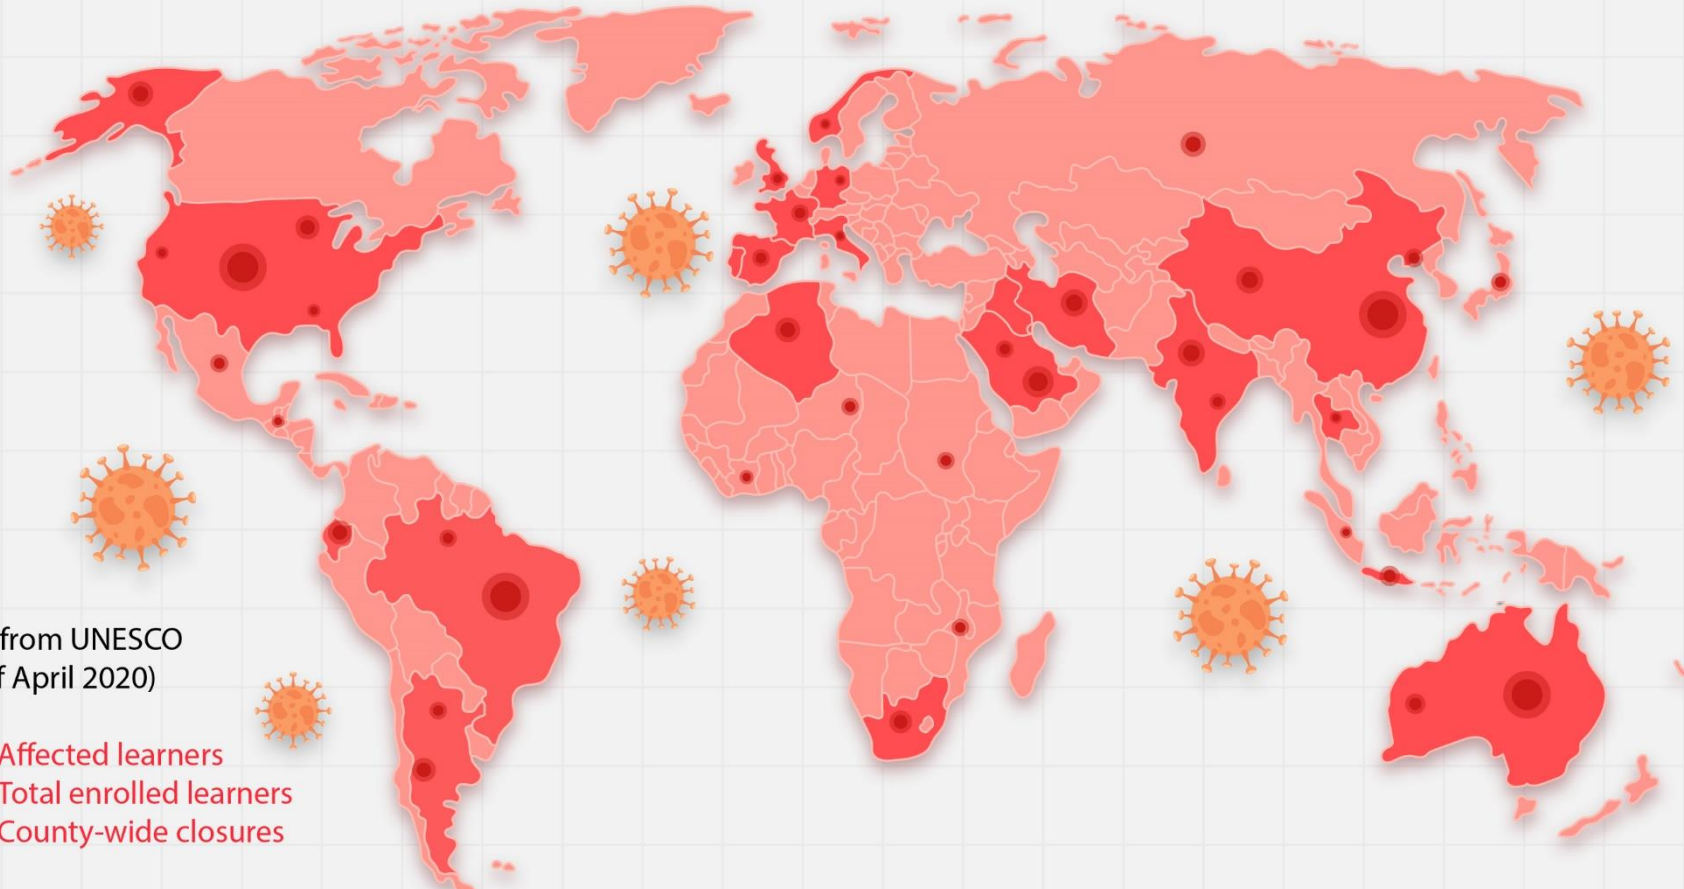 from UNESCO
f April 2020)
Affected learners
Total enrolled learners
County-wide closures